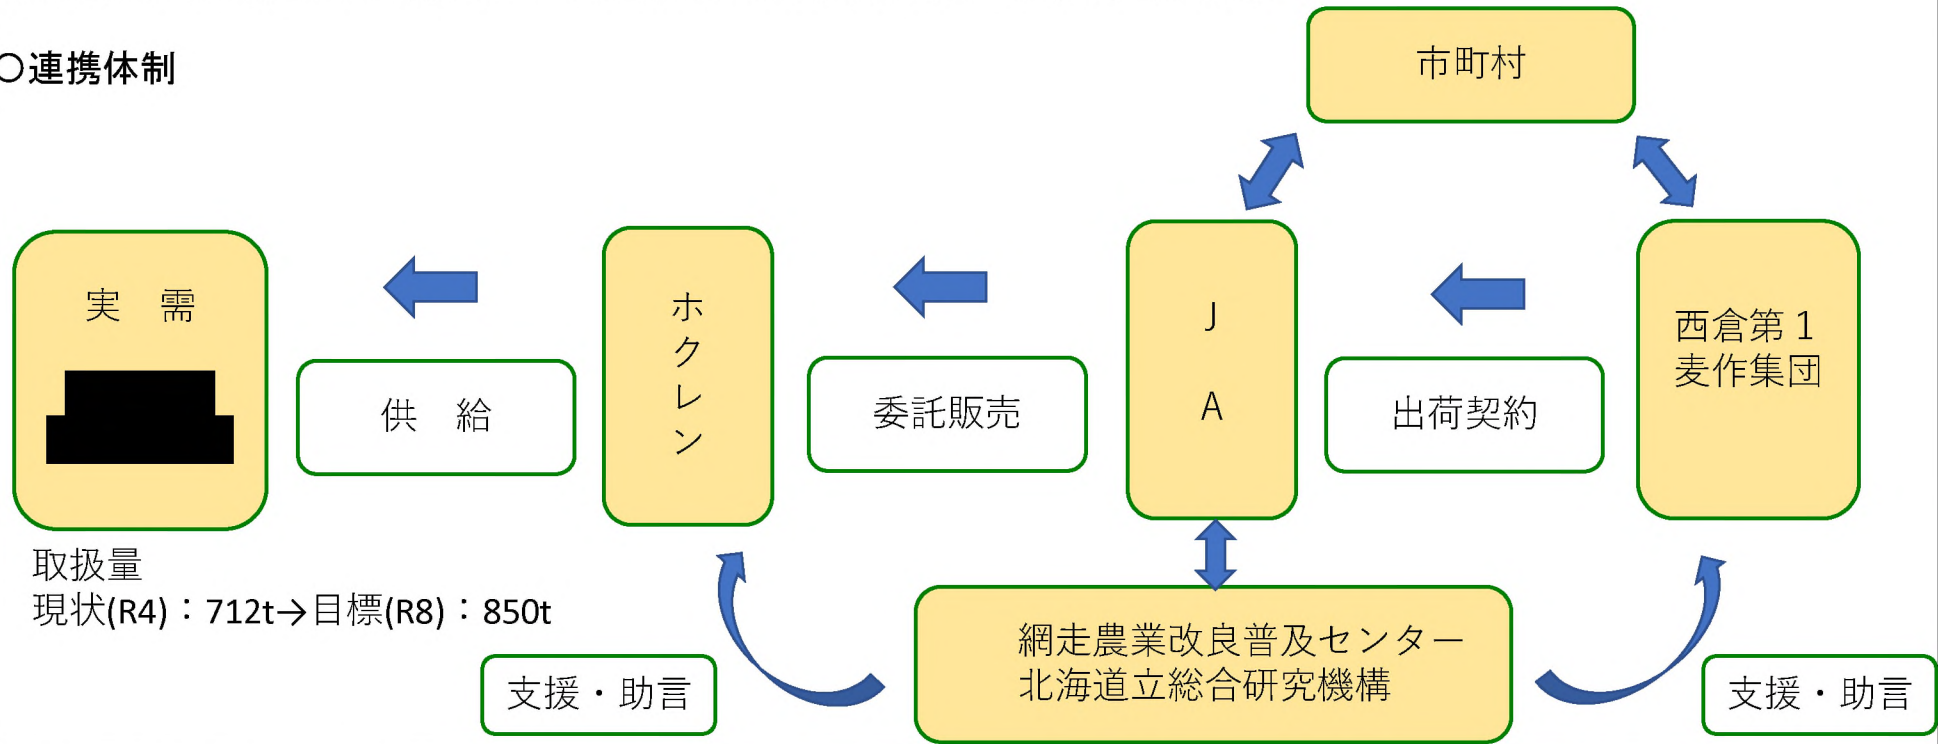 〇連携体制
市町村
実　需
供　給
ホクレン
委託販売
J A
出荷契約
西倉第１
麦作集団
取扱量
現状(R4)：712t→目標(R8)：850t
支援・助言
網走農業改良普及センター
北海道立総合研究機構
支援・助言